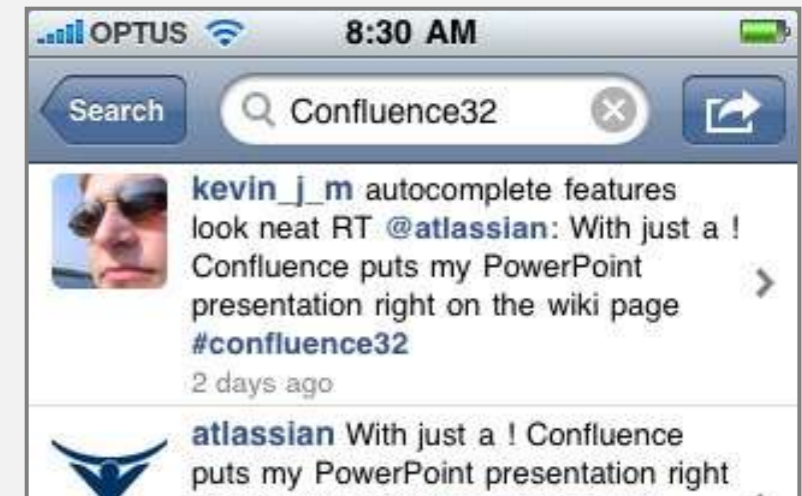 OPTUS 8:30 AM
Search Confluence32
kevin_j_m autocomplete features
look neat RT @atlassian: With just a !
Confluence puts my PowerPoint
presentation right on the wiki page
#confluence32
2 days ago
atlassian With just a ! Confluence
puts my PowerPoint presentation right